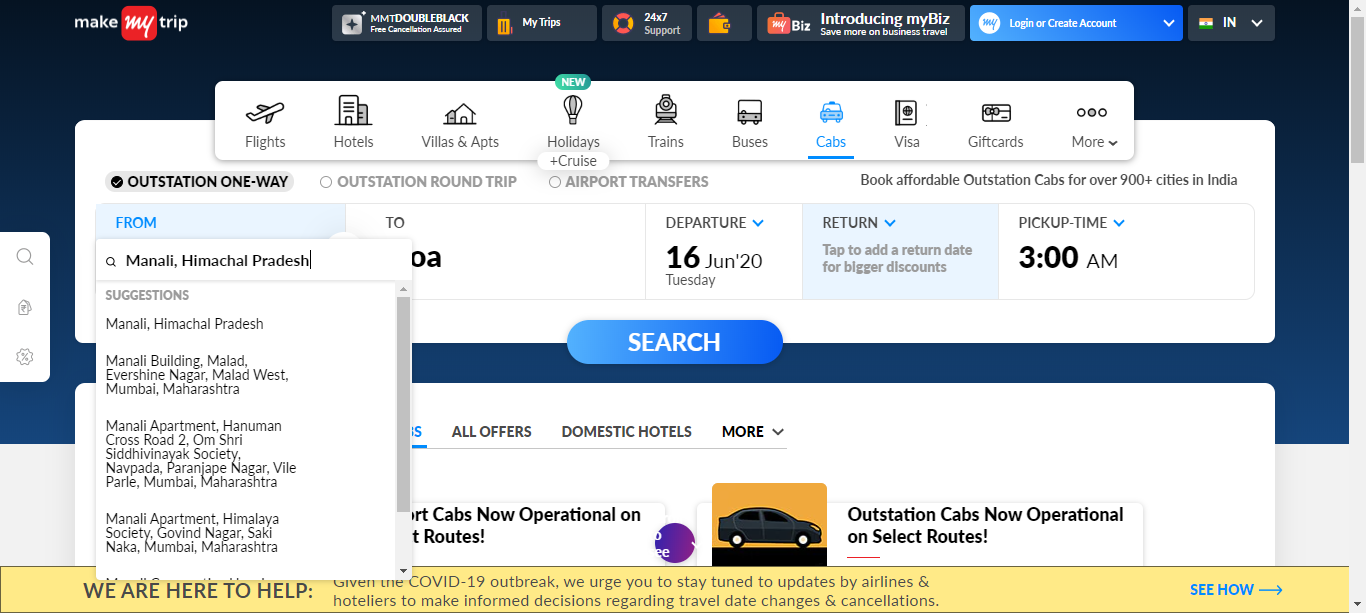 make my trip
MMTDOUBLEBLACK
Free Cancellation Assured
My Trips
24x7
Support
my Biz
Introducing myBiz
Save more on business travel
my
Login or Create Account
IN
NEW
Flights
Hotels
Villas & Apts
Holidays
+Cruise
Trains
Buses
Cabs
Visa
Giftcards
More
OUTSTATION ONE-WAY
OUTSTATION ROUND TRIP
AIRPORT TRANSFERS
Book affordable Outstation Cabs for over 900+ cities in India
FROM
TO
DEPARTURE
RETURN
PICKUP-TIME
Manali, Himachal Pradesh
oa
16 Jun'20
Tuesday
Tap to add a return date
for bigger discounts
3:00 AM
SUGGESTIONS
Manali, Himachal Pradesh
Manali Building, Malad,
Evershine Nagar, Malad West,
Mumbai, Maharashtra
Manali Apartment, Hanuman
Cross Road 2, Om Shri
Siddhivinayak Society,
Navpada, Paranjape Nagar, Vile
Parle, Mumbai, Maharashtra
Manali Apartment, Himalaya
Society, Govind Nagar, Saki
Naka, Mumbai, Maharashtra
SEARCH
BS
ALL OFFERS
DOMESTIC HOTELS
MORE
rt Cabs Now Operational on
t Routes!
Outstation Cabs Now Operational
on Select Routes!
WE ARE HERE TO HELP:
Given the COVID-19 outbreak, we urge you to stay tuned to updates by airlines &
hoteliers to make informed decisions regarding travel date changes & cancellations.
SEE HOW